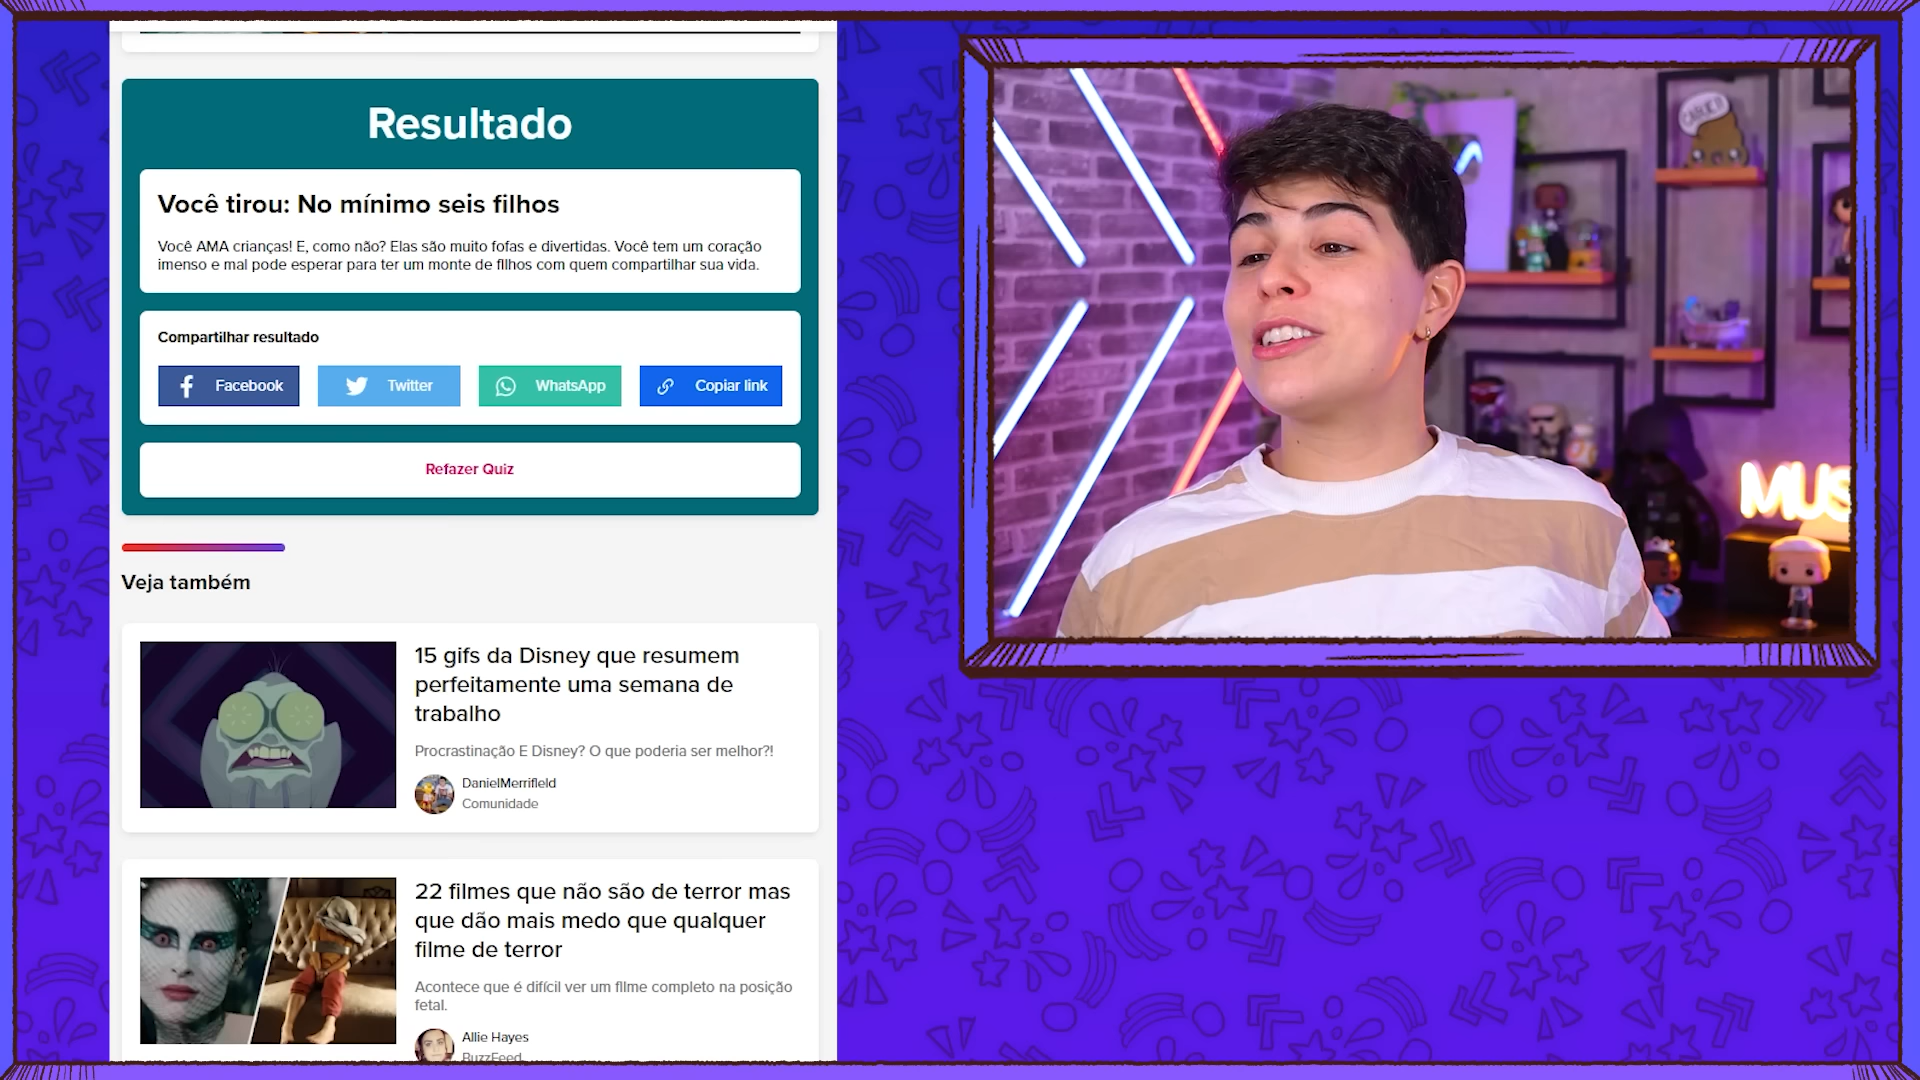 Resultado
Você tirou: No mínimo seis filhos
Você AMA crianças! E, como não? Elas são muito fofas e divertidas. Você tem um coração
imenso e mal pode esperar para ter um monte de filhos com quem compartilhar sua vida.
Compartilhar resultado
Facebook
Twitter
WhatsApp
Copiar link
Refazer Quiz
Veja também
15 gifs da Disney que resumem
perfeitamente uma semana de
trabalho
Procrastinação E Disney? O que poderia ser melhor?!
DanielMerrifield
Comunidade
22 filmes que não são de terror mas
que dão mais medo que qualquer
filme de terror
Acontece que é difícil ver um filme completo na posição
fetal.
Allie Hayes
BuzzFeed
MUS